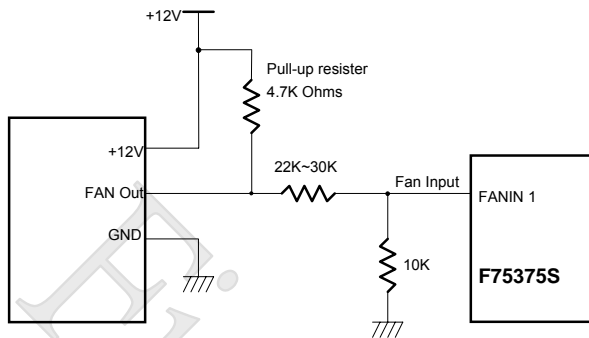 +12V
Pull-up resister
4.7K Ohms
+12V
22K~30K
Fan Input
FAN Out
FANIN 1
GND
10K
F75375S